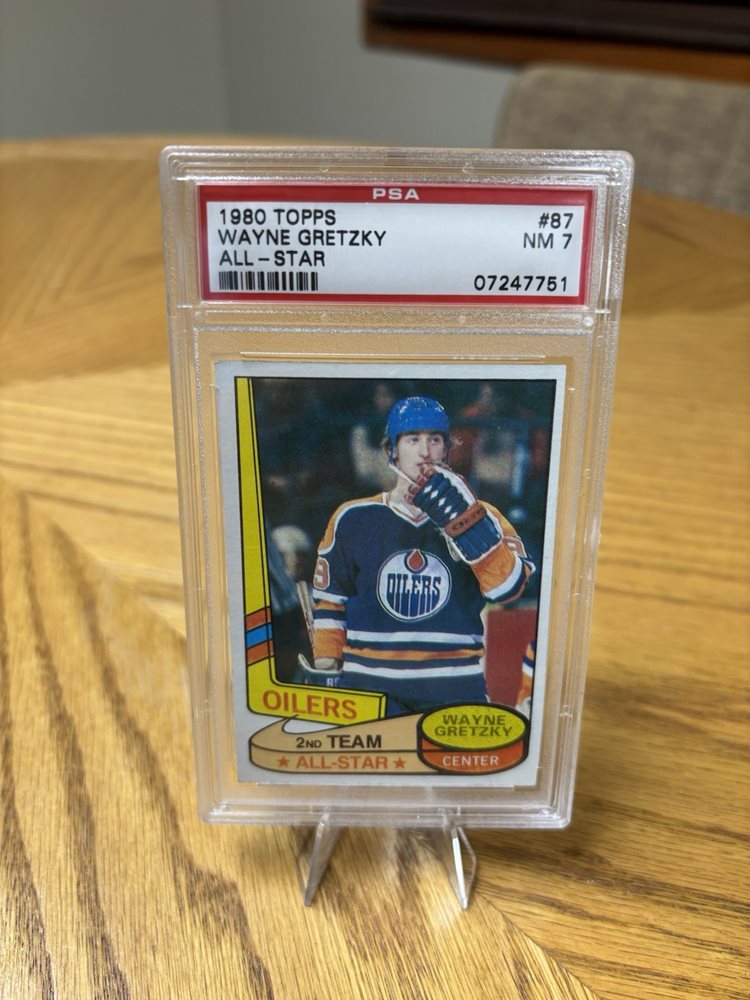 PSA
1980 TOPPS #87
WAYNE GRETZKY NM 7
ALL-STAR
07247751
OILERS
9
OILERS
2ND TEAM
★ ALL-STAR ★
WAYNE
GRETZKY
CENTER